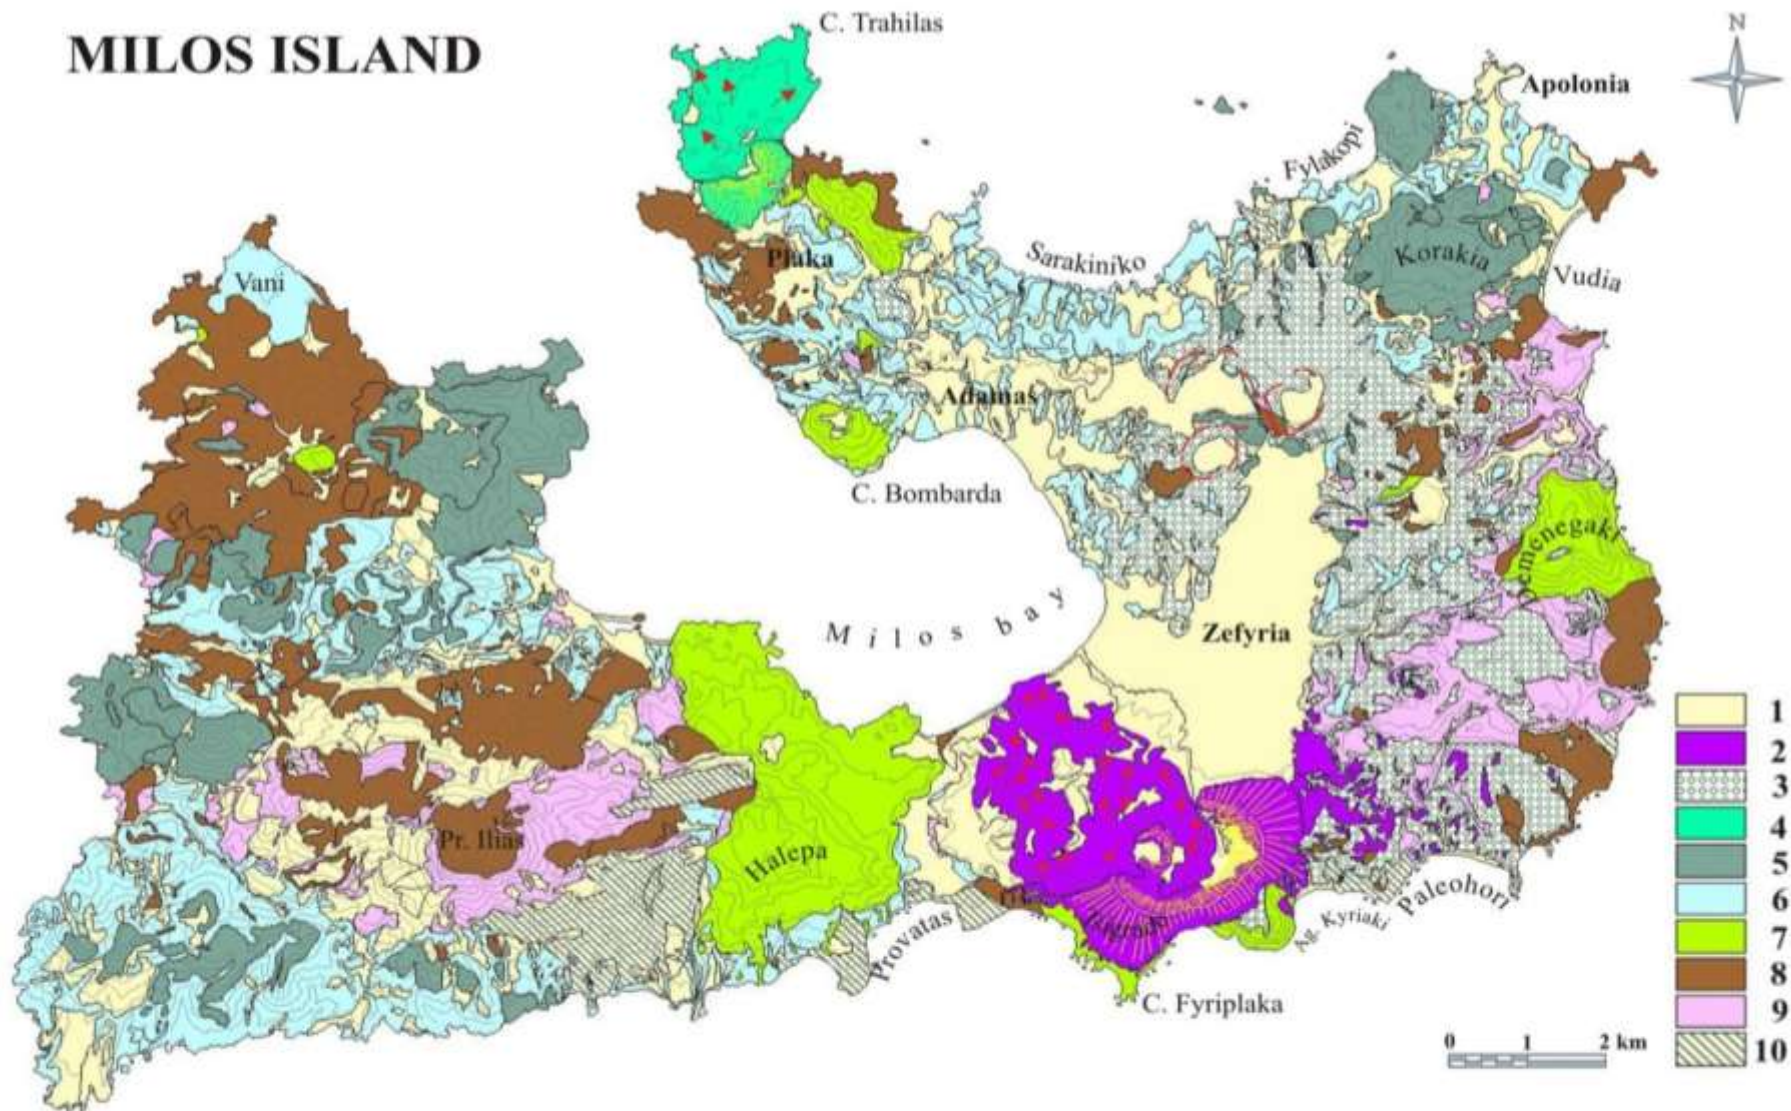 MILOS ISLAND
C. Trahilas
N
Apolonia
Fylakopi
Plaka
Sarakiniko
Korakia
Vudia
Vani
Adamas
C. Bombarda
Demenegaki
Milos bay
Zefyria
Pr. Ilias
Halepa
Provatas
Ag. Kyriaki
Paleohori
C. Fyriplaka
0 1 2 km
1
2
3
4
5
6
7
8
9
10